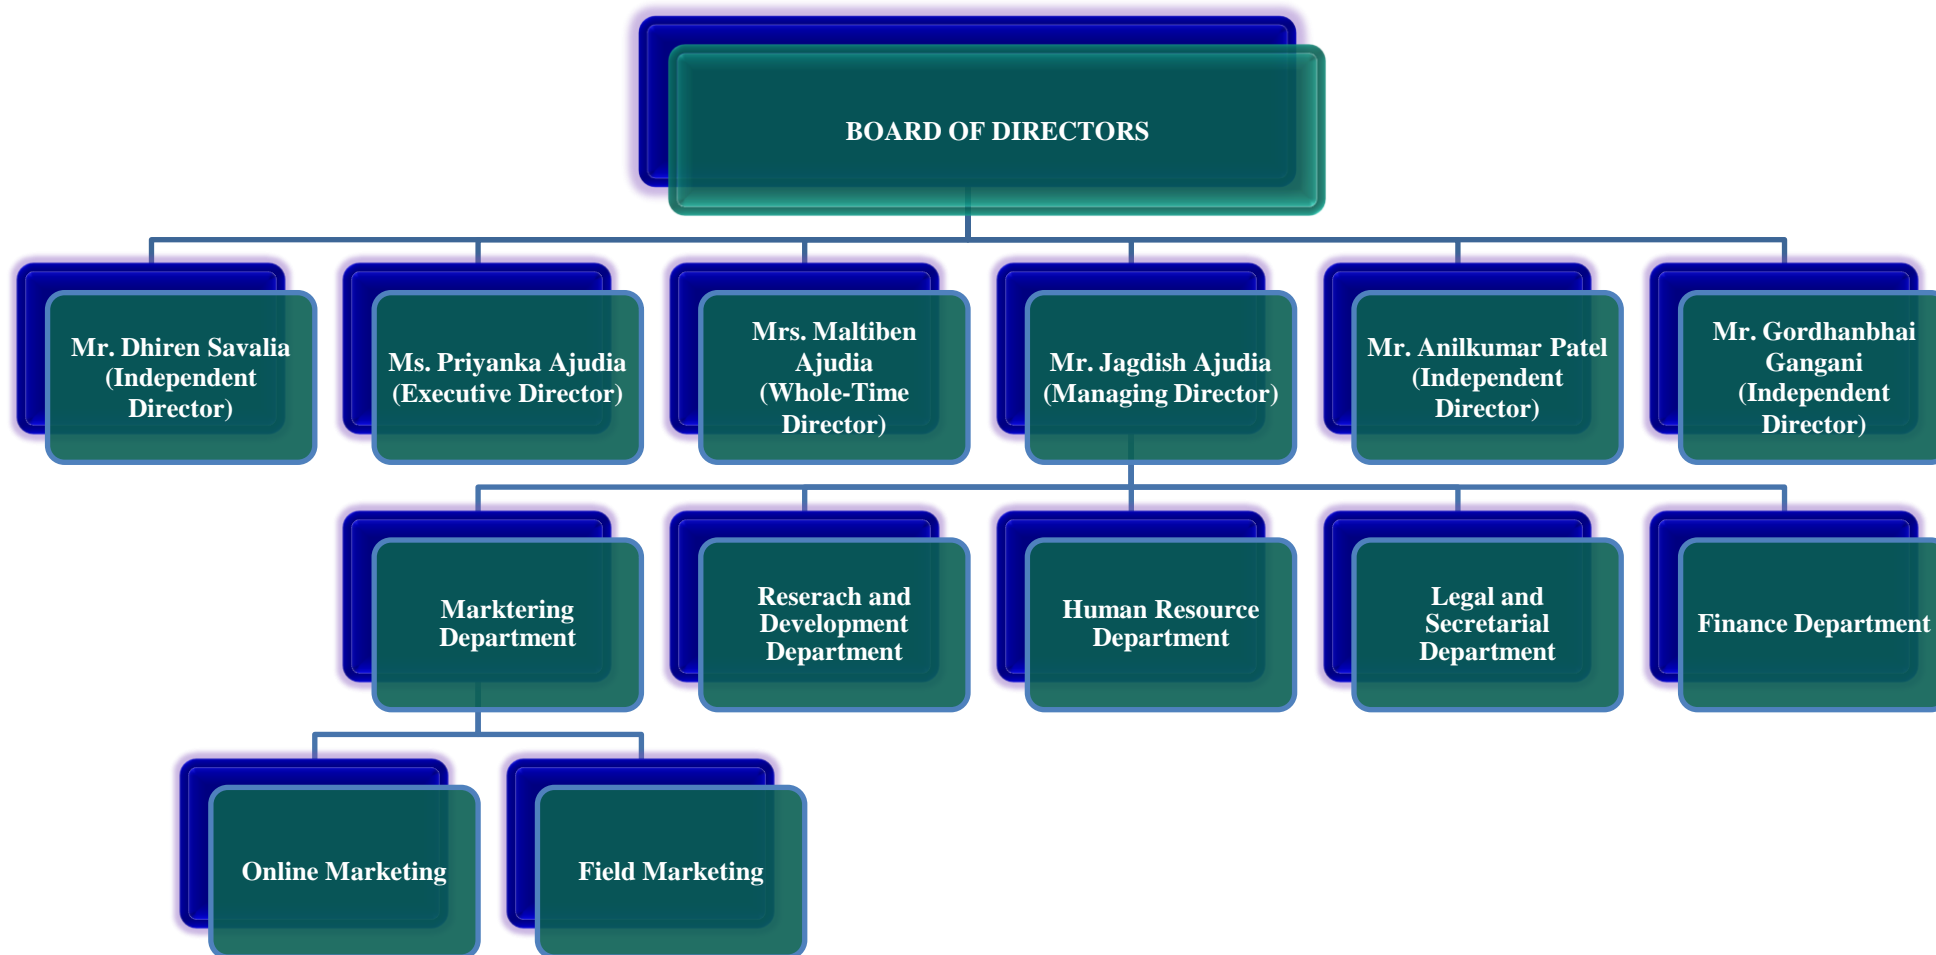 BOARD OF DIRECTORS
Mr. Dhiren Savalia
(Independent
Director)
Ms. Priyanka Ajudia
(Executive Director)
Mrs. Maltiben
Ajudia
(Whole-Time
Director)
Mr. Jagdish Ajudia
(Managing Director)
Mr. Anilkumar Patel
(Independent
Director)
Mr. Gordhanbhai
Gangani
(Independent
Director)
Marktering
Department
Reserach and
Development
Department
Human Resource
Department
Legal and
Secretarial
Department
Finance Department
Online Marketing
Field Marketing